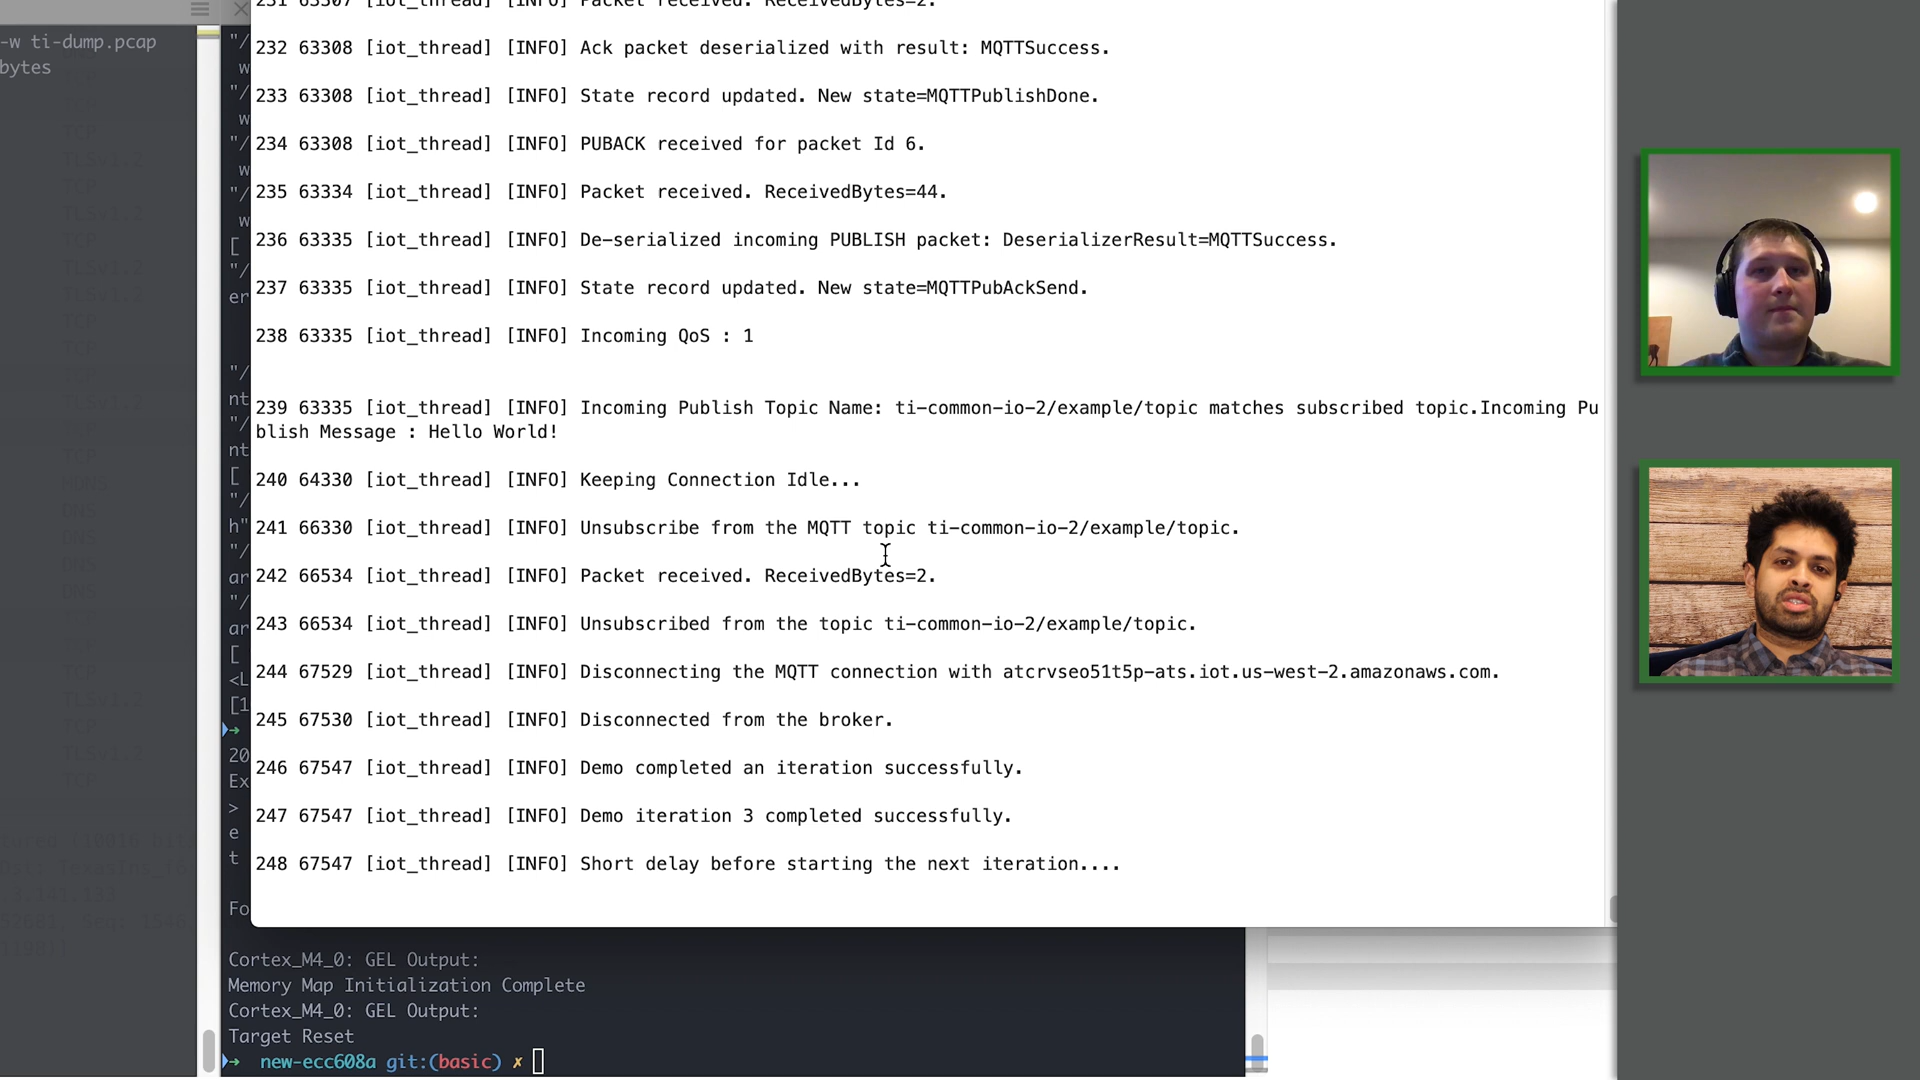 -w ti-dump.pcap
bytes
231 63307 [iot_thread] [INFO] Packet received. ReceivedBytes=2.
232 63308 [iot_thread] [INFO] Ack packet deserialized with result: MQTTSuccess.
233 63308 [iot_thread] [INFO] State record updated. New state=MQTTPublishDone.
234 63308 [iot_thread] [INFO] PUBACK received for packet Id 6.
235 63334 [iot_thread] [INFO] Packet received. ReceivedBytes=44.
236 63335 [iot_thread] [INFO] De-serialized incoming PUBLISH packet: DeserializerResult=MQTTSuccess.
237 63335 [iot_thread] [INFO] State record updated. New state=MQTTPubAckSend.
238 63335 [iot_thread] [INFO] Incoming QoS : 1
239 63335 [iot_thread] [INFO] Incoming Publish Topic Name: ti-common-io-2/example/topic matches subscribed topic.Incoming Pu
blish Message : Hello World!
240 64330 [iot_thread] [INFO] Keeping Connection Idle...
241 66330 [iot_thread] [INFO] Unsubscribe from the MQTT topic ti-common-io-2/example/topic.
242 66534 [iot_thread] [INFO] Packet received. ReceivedBytes=2.
243 66534 [iot_thread] [INFO] Unsubscribed from the topic ti-common-io-2/example/topic.
244 67529 [iot_thread] [INFO] Disconnecting the MQTT connection with atcrvseo51t5p-ats.iot.us-west-2.amazonaws.com.
245 67530 [iot_thread] [INFO] Disconnected from the broker.
246 67547 [iot_thread] [INFO] Demo completed an iteration successfully.
247 67547 [iot_thread] [INFO] Demo iteration 3 completed successfully.
248 67547 [iot_thread] [INFO] Short delay before starting the next iteration....
Cortex_M4_0: GEL Output:
Memory Map Initialization Complete
Cortex_M4_0: GEL Output:
Target Reset
→ new-ecc608a git:(basic) ✗